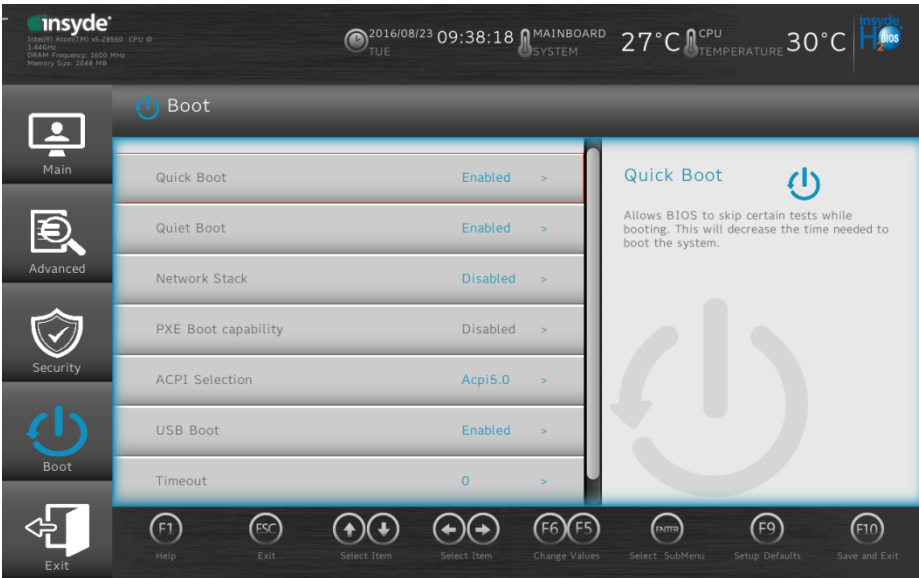 insyde®
Intel(R) Atom(TM) x5-Z8550 CPU @
1.44GHz
DRAM Frequency: 1600 MHz
Memory Size: 2048 MB
2016/08/23
TUE
09:38:18
MAINBOARD
SYSTEM
27°C
CPU
TEMPERATURE
30°C
insyde
H2O BIOS
Main
Advanced
Security
Boot
Exit
Boot
Quick Boot Enabled >
Quiet Boot Enabled >
Network Stack Disabled >
PXE Boot capability Disabled >
ACPI Selection Acpi5.0 >
USB Boot Enabled >
Timeout 0 >
Quick Boot
Allows BIOS to skip certain tests while
booting. This will decrease the time needed to
boot the system.
F1 ESC F6 F5 ENTER F9 F10
Help Exit Select Item Select Item Change Values Select SubMenu Setup Defaults Save and Exit